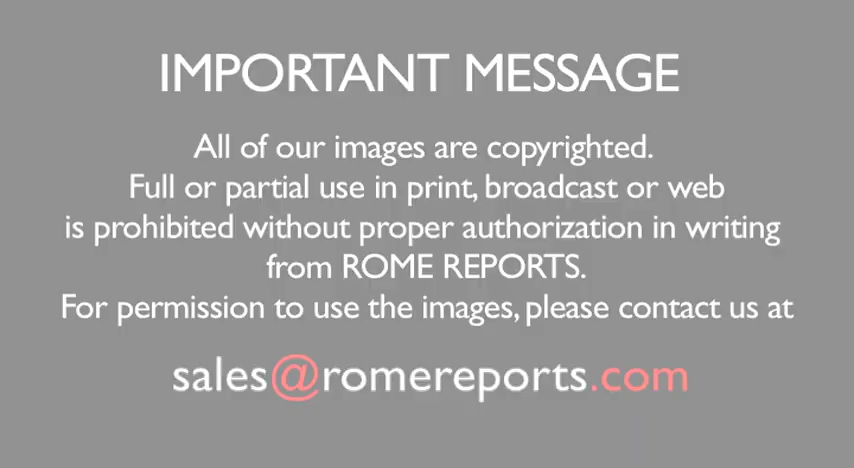 IMPORTANT MESSAGE
All of our images are copyrighted.
Full or partial use in print, broadcast or web
is prohibited without proper authorization in writing
from ROME REPORTS.
For permission to use the images, please contact us at
sales@romereports.com